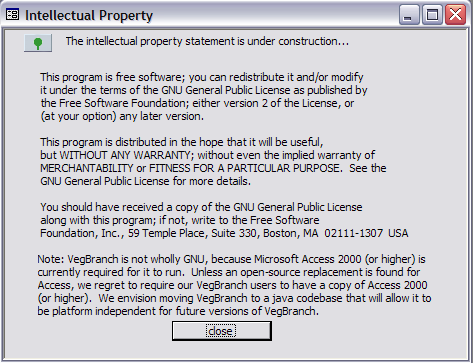 Intellectual Property
The intellectual property statement is under construction...
This program is free software; you can redistribute it and/or modify
it under the terms of the GNU General Public License as published by
the Free Software Foundation; either version 2 of the License, or
(at your option) any later version.
This program is distributed in the hope that it will be useful,
but WITHOUT ANY WARRANTY; without even the implied warranty of
MERCHANTABILITY or FITNESS FOR A PARTICULAR PURPOSE.  See the
GNU General Public License for more details.
You should have received a copy of the GNU General Public License
along with this program; if not, write to the Free Software
Foundation, Inc., 59 Temple Place, Suite 330, Boston, MA  02111-1307  USA
Note: VegBranch is not wholly GNU, because Microsoft Access 2000 (or higher) is
currently required for it to run.  Unless an open-source replacement is found for
Access, we regret to require our VegBranch users to have a copy of Access 2000
(or higher).  We envision moving VegBranch to a java codebase that will allow it to
be platform independent for future versions of VegBranch.
close